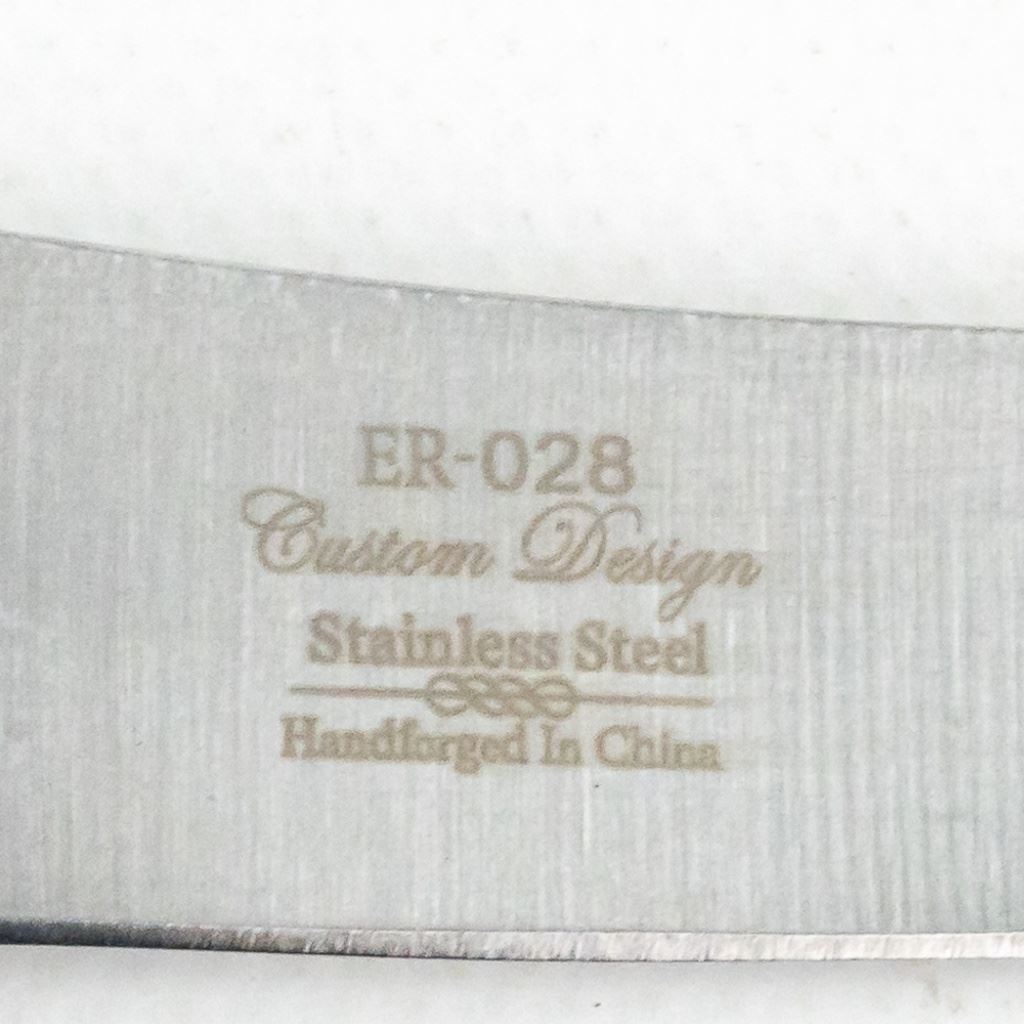 ER-028
Custom Design
Stainless Steel
Handforged In China